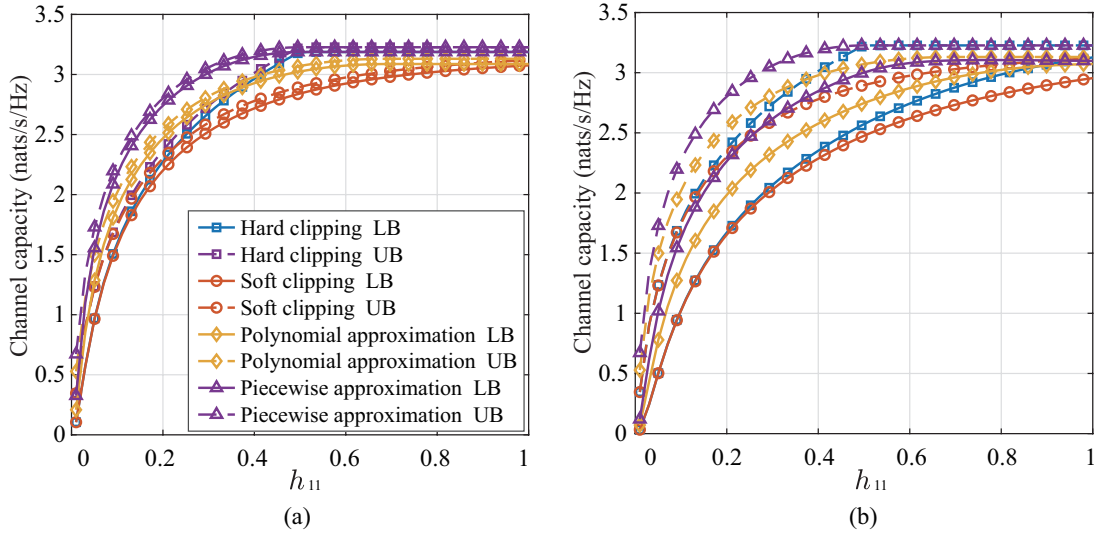 Channel capacity (nats/s/Hz)
3.5
3
2.5
2
1.5
1
0.5
0
Hard clipping LB
Hard clipping UB
Soft clipping LB
Soft clipping UB
Polynomial approximation LB
Polynomial approximation UB
Piecewise approximation LB
Piecewise approximation UB
0 0.2 0.4 0.6 0.8 1
h11
(a)
Channel capacity (nats/s/Hz)
3.5
3
2.5
2
1.5
1
0.5
0
0 0.2 0.4 0.6 0.8 1
h11
(b)